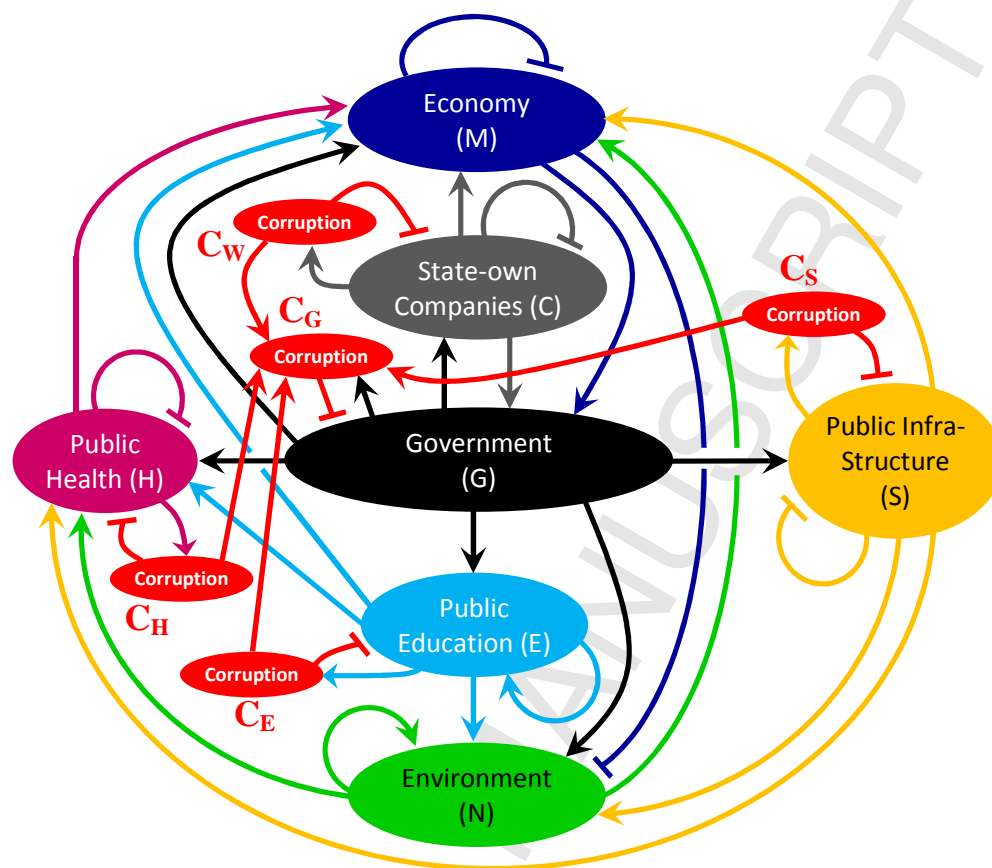 Economy
(M)
Corruption
C_W
State-own
Companies (C)
C_S
Corruption
C_G
Corruption
Public
Health (H)
Government
(G)
Public Infra-
Structure
(S)
Corruption
C_H
Public
Education (E)
Corruption
C_E
Environment
(N)
MANUSCRIPT